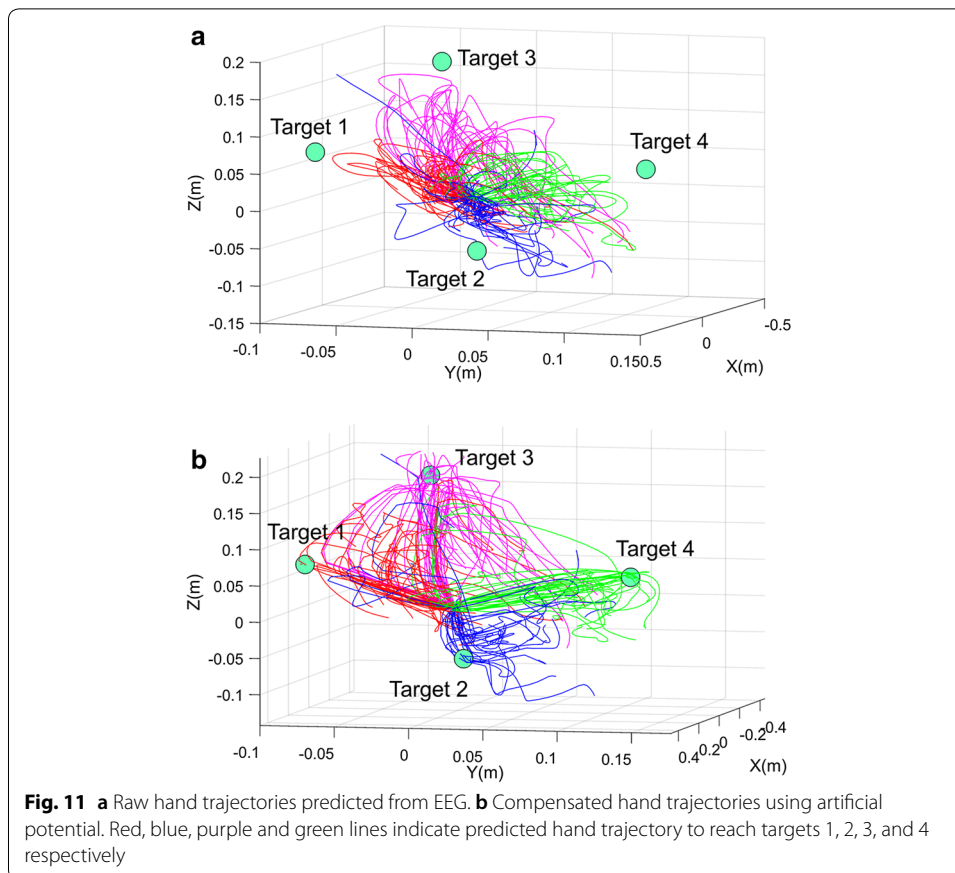 a
0.2
Target 3
0.15
Target 1
Target 4
0.1
0.05
Z(m)
0
-0.05
Target 2
-0.1
-0.15
-0.1
-0.05
0
0.05
0.1
0.150.5
0
-0.5
Y(m)
X(m)
b
Target 3
0.2
0.15
Target 1
Target 4
0.1
0.05
Z(m)
0
-0.05
Target 2
-0.1
-0.1
-0.05
0
0.05
0.1
0.15
0.4
0.2
0
-0.2
-0.4
Y(m)
X(m)
Fig. 11 a Raw hand trajectories predicted from EEG. b Compensated hand trajectories using artificial
potential. Red, blue, purple and green lines indicate predicted hand trajectory to reach targets 1, 2, 3, and 4
respectively